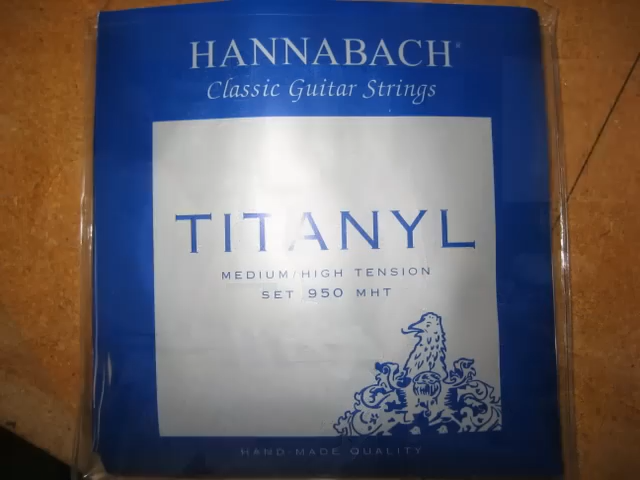 HANNABACH®
Classic Guitar Strings
TITANYL
MEDIUM/HIGH TENSION
SET 950 MHT
HAND-MADE QUALITY